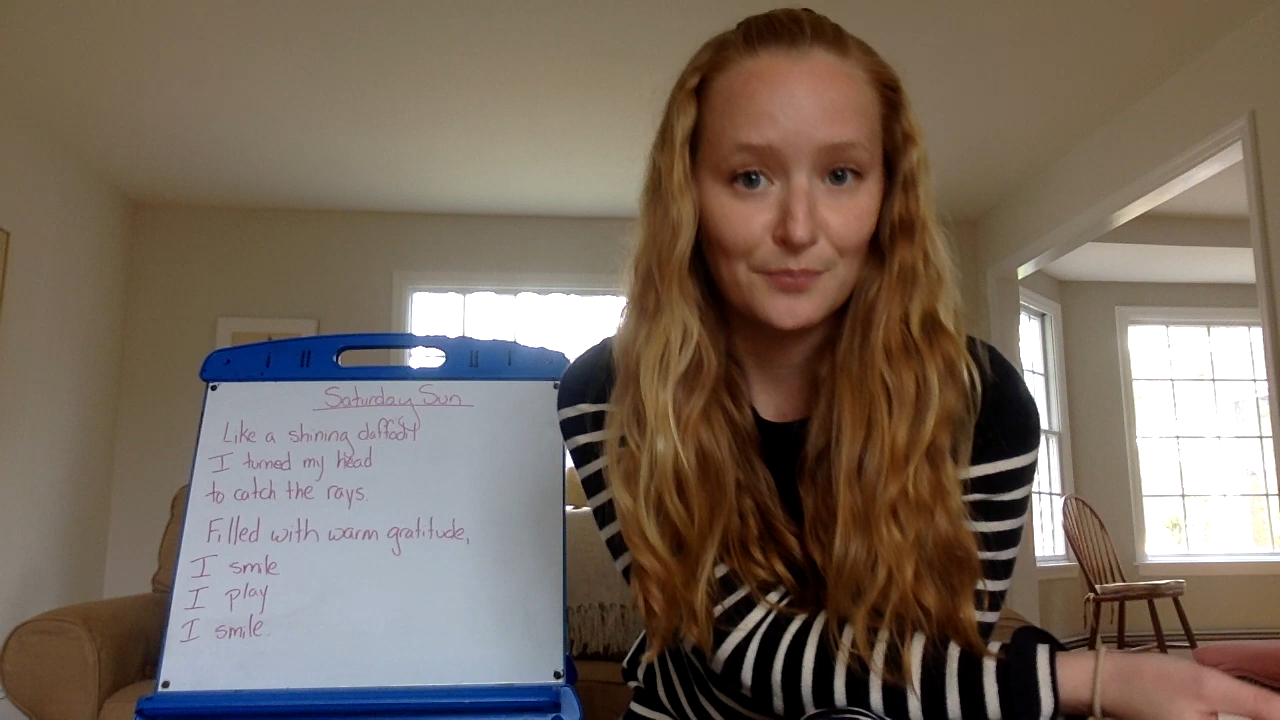 Saturday Sun
Like a shining daffodil
I turned my head
to catch the rays.
Filled with warm gratitude,
I smile
I play
I smile.